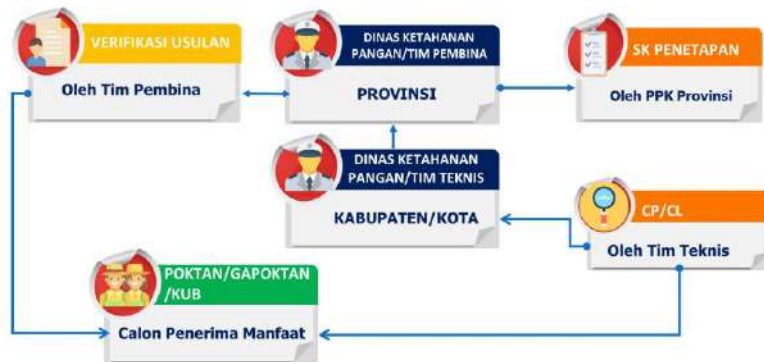 VERIFIKASI USULAN
Oleh Tim Pembina
DINAS KETAHANAN
PANGAN/TIM PEMBINA
PROVINSI
SK PENETAPAN
Oleh PPK Provinsi
DINAS KETAHANAN
PANGAN/TIM TEKNIS
KABUPATEN/KOTA
CP/CL
Oleh Tim Teknis
POKTAN/GAPOKTAN
/KUB
Calon Penerima Manfaat